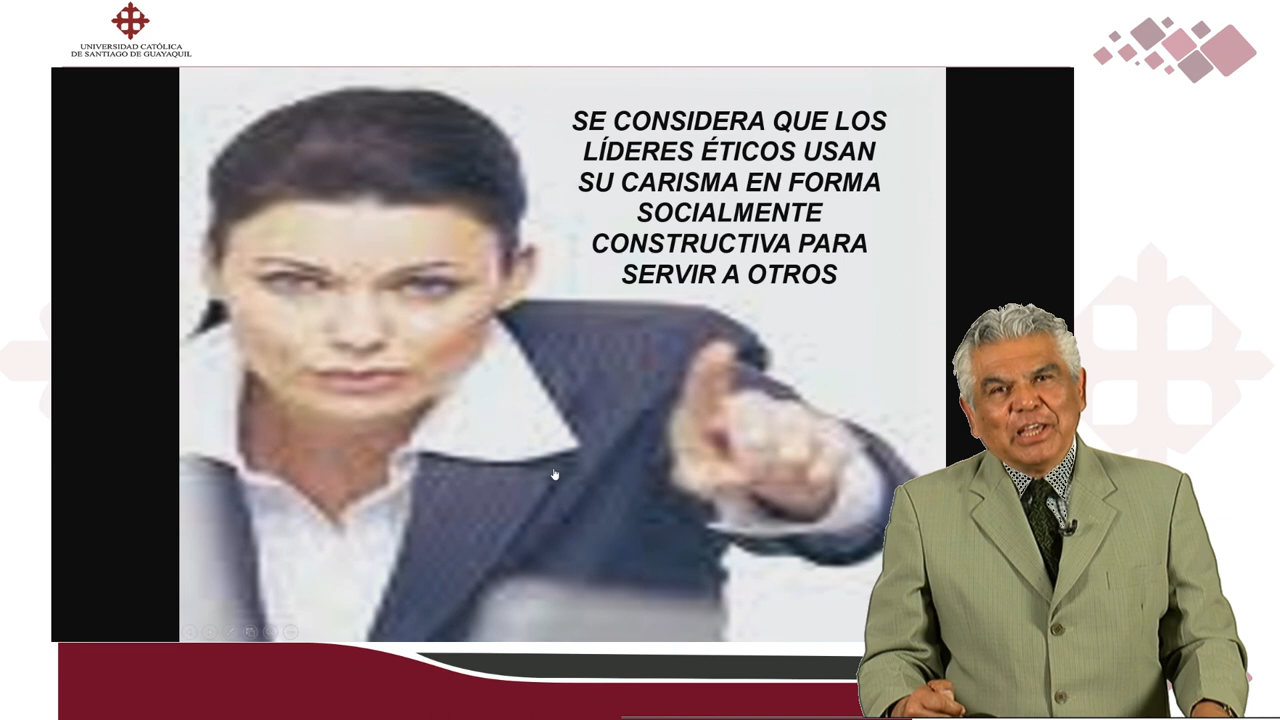 UNIVERSIDAD CATÓLICA
DE SANTIAGO DE GUAYAQUIL
SE CONSIDERA QUE LOS
LÍDERES ÉTICOS USAN
SU CARISMA EN FORMA
SOCIALMENTE
CONSTRUCTIVA PARA
SERVIR A OTROS